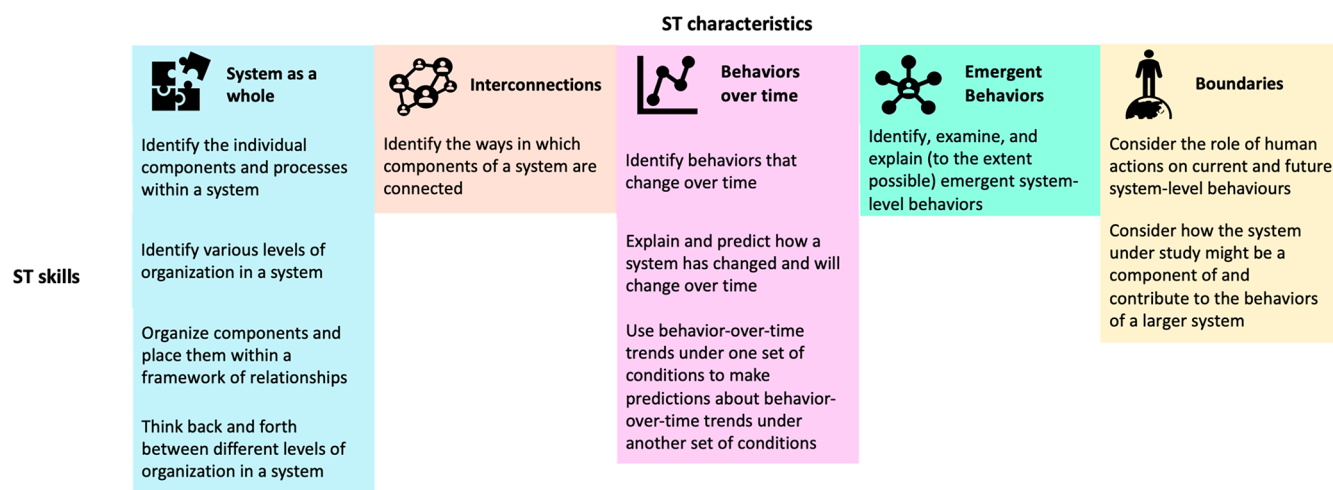 ST characteristics
System as a
whole
Interconnections
Behaviors
over time
Emergent
Behaviors
Boundaries
ST skills
Identify the individual
components and processes
within a system
Identify various levels of
organization in a system
Organize components and
place them within a
framework of relationships
Think back and forth
between different levels of
organization in a system
Identify the ways in which
components of a system are
connected
Identify behaviors that
change over time
Explain and predict how a
system has changed and will
change over time
Use behavior-over-time
trends under one set of
conditions to make
predictions about behavior-
over-time trends under
another set of conditions
Identify, examine, and
explain (to the extent
possible) emergent system-
level behaviors
Consider the role of human
actions on current and future
system-level behaviours
Consider how the system
under study might be a
component of and
contribute to the behaviors
of a larger system